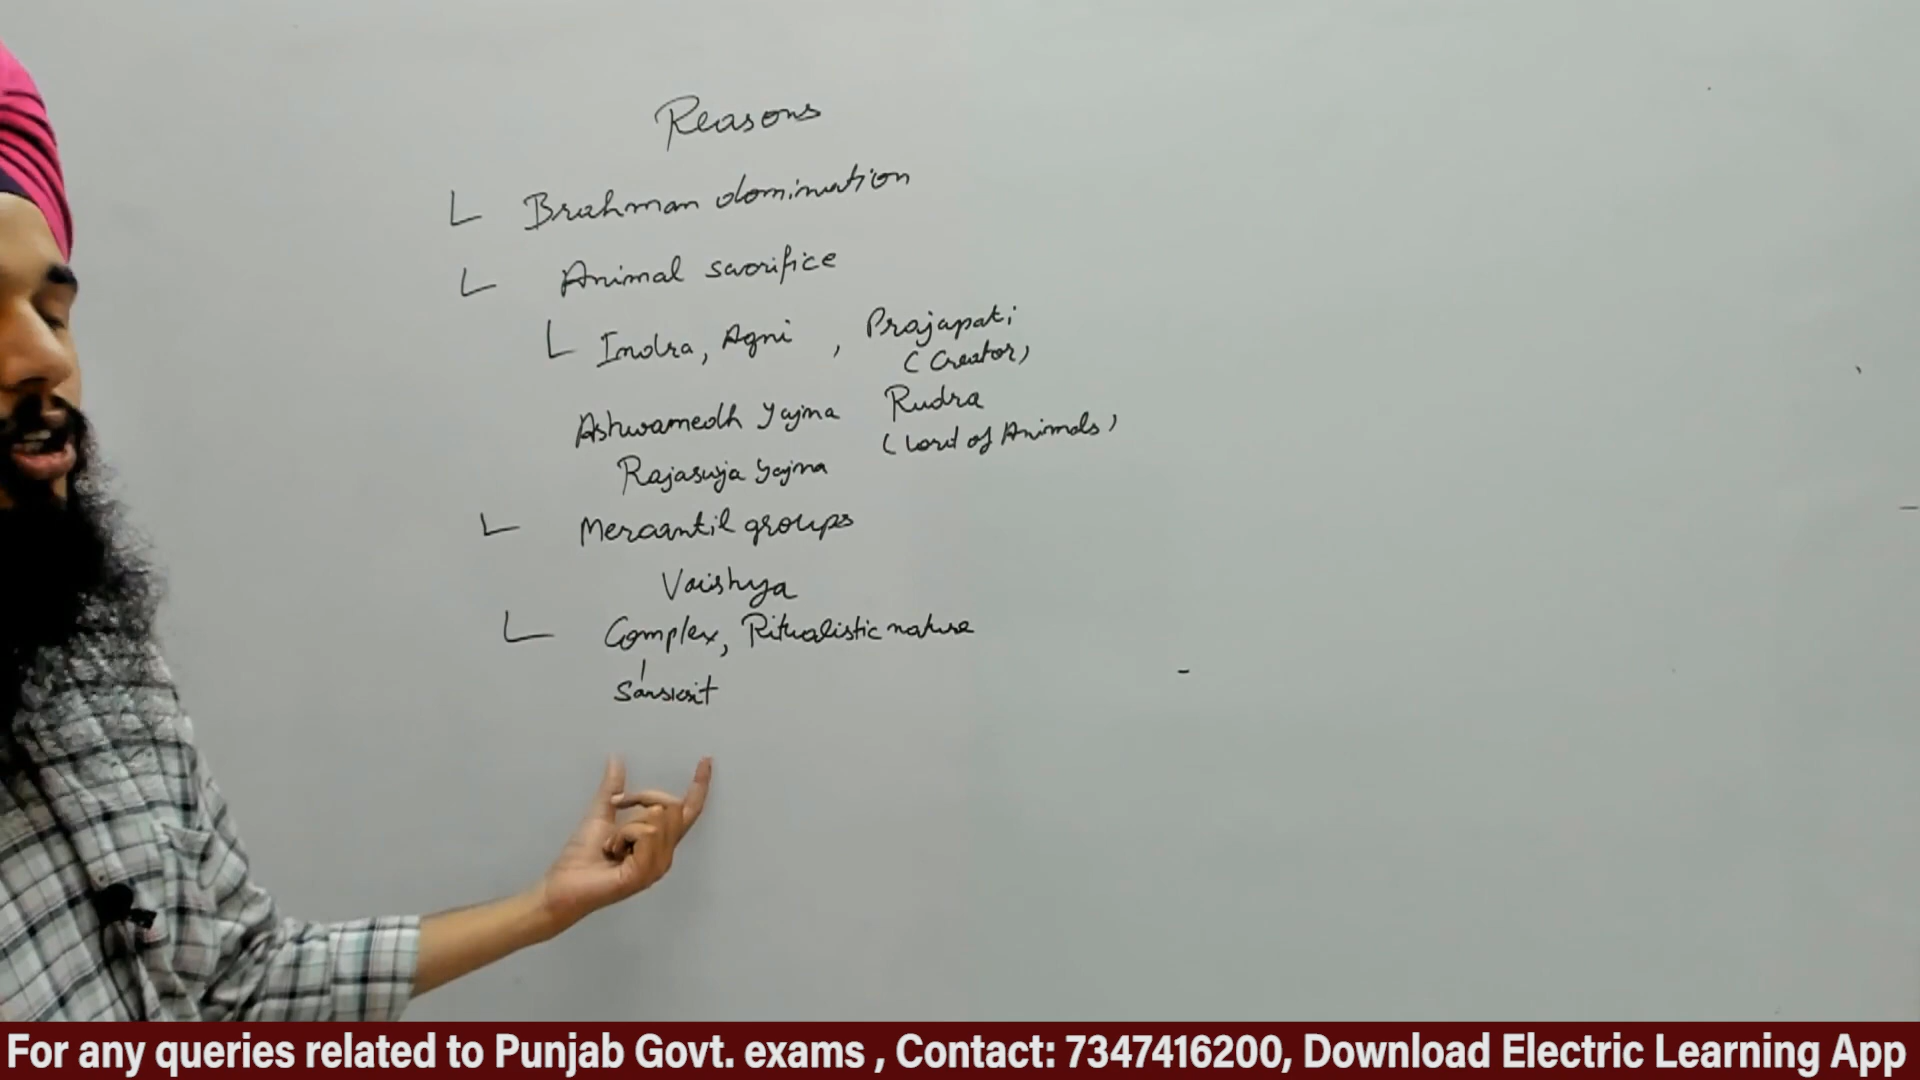 Reasons
Brahman domination
Animal sacrifice
Indra, Agni, Prajapati
(Creator)
Ashwamedh Yajna Rudra
(Lord of Animals)
Rajasuya Yajna
Mercantil groups
Vaishya
Complex, Ritualistic nature
Sanskrit
For any queries related to Punjab Govt. exams , Contact: 7347416200, Download Electric Learning App